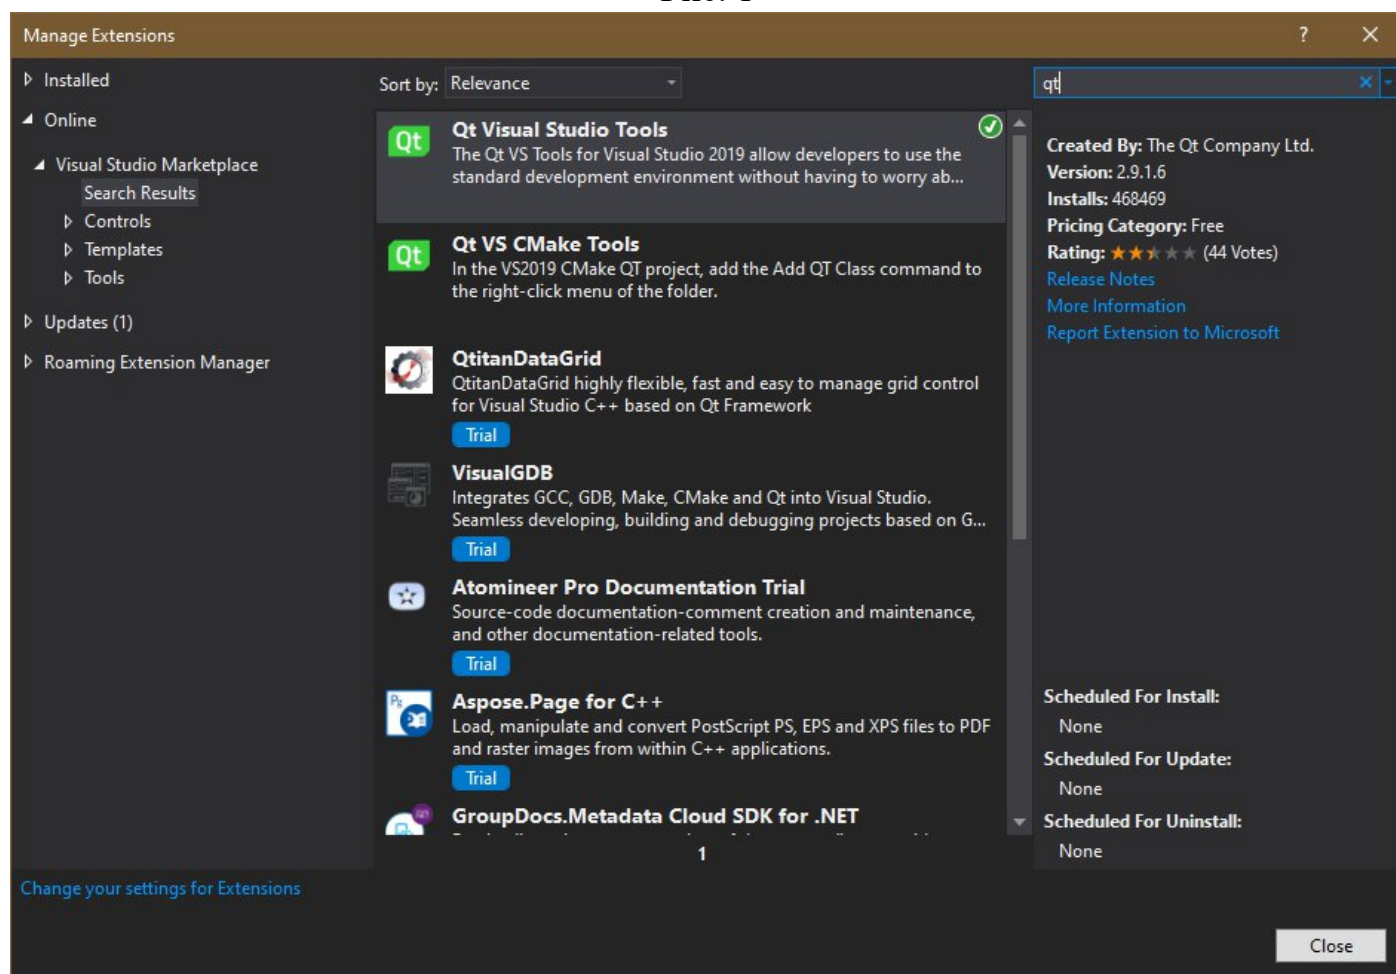 Manage Extensions
?
Installed
Online
Visual Studio Marketplace
Search Results
Controls
Templates
Tools
Updates (1)
Roaming Extension Manager
Sort by: Relevance
Qt
Qt Visual Studio Tools
The Qt VS Tools for Visual Studio 2019 allow developers to use the
standard development environment without having to worry ab...
Qt
Qt VS CMake Tools
In the VS2019 CMake QT project, add the Add QT Class command to
the right-click menu of the folder.
QtitanDataGrid
QtitanDataGrid highly flexible, fast and easy to manage grid control
for Visual Studio C++ based on Qt Framework
Trial
VisualGDB
Integrates GCC, GDB, Make, CMake and Qt into Visual Studio.
Seamless developing, building and debugging projects based on G...
Trial
Atomineer Pro Documentation Trial
Source-code documentation-comment creation and maintenance,
and other documentation-related tools.
Trial
Aspose.Page for C++
Load, manipulate and convert PostScript PS, EPS and XPS files to PDF
and raster images from within C++ applications.
Trial
GroupDocs.Metadata Cloud SDK for .NET
1
qt
Created By: The Qt Company Ltd.
Version: 2.9.1.6
Installs: 468469
Pricing Category: Free
Rating: (44 Votes)
Release Notes
More Information
Report Extension to Microsoft
Scheduled For Install:
None
Scheduled For Update:
None
Scheduled For Uninstall:
None
Change your settings for Extensions
Close